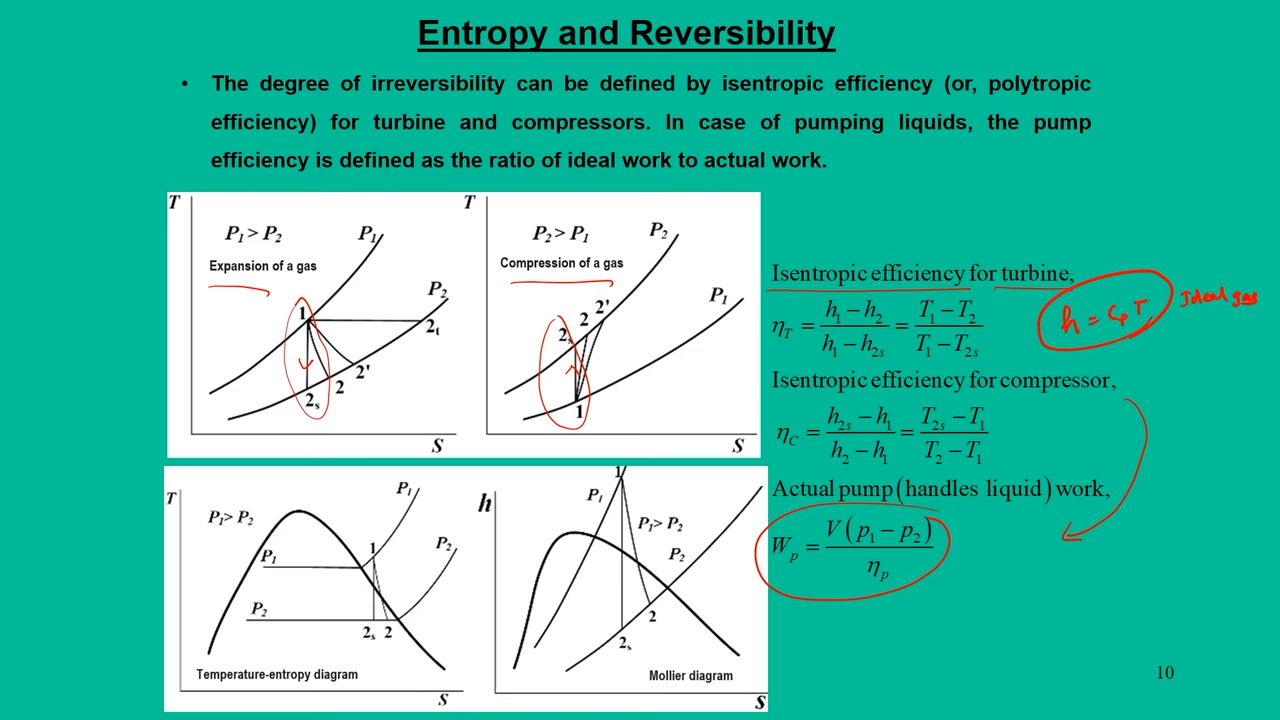 Entropy and Reversibility
• The degree of irreversibility can be defined by isentropic efficiency (or, polytropic
efficiency) for turbine and compressors. In case of pumping liquids, the pump
efficiency is defined as the ratio of ideal work to actual work.
T
P₁ > P₂
P₁
Expansion of a gas
P₂
1
2ₜ
2'
2
2ₛ
S
T
P₂ > P₁
P₂
Compression of a gas
P₁
2'
2
2ₛ
1
S
Isentropic efficiency for turbine,
η_T = (h₁ − h₂)/(h₁ − h₂ₛ) = (T₁ − T₂)/(T₁ − T₂ₛ)
h = CpT
Ideal gas
Isentropic efficiency for compressor,
η_C = (h₂ₛ − h₁)/(h₂ − h₁) = (T₂ₛ − T₁)/(T₂ − T₁)
Actual pump (handles liquid) work,
W_p = V(p₁ − p₂)/η_p
T
P₁> P₂
P₁
P₁
1
P₂
P₂
2ₛ 2
Temperature-entropy diagram
S
h
1
P₁
P₁> P₂
P₂
2
2ₛ
Mollier diagram
S
10